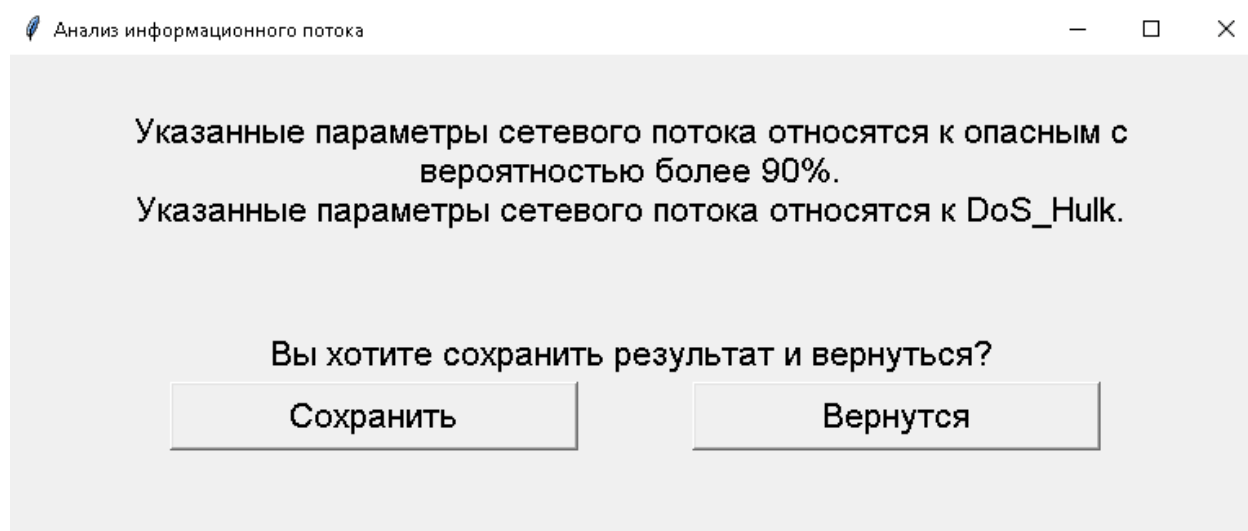 Анализ информационного потока
Указанные параметры сетевого потока относятся к опасным с
вероятностью более 90%.
Указанные параметры сетевого потока относятся к DoS_Hulk.
Вы хотите сохранить результат и вернуться?
Сохранить
Вернутся